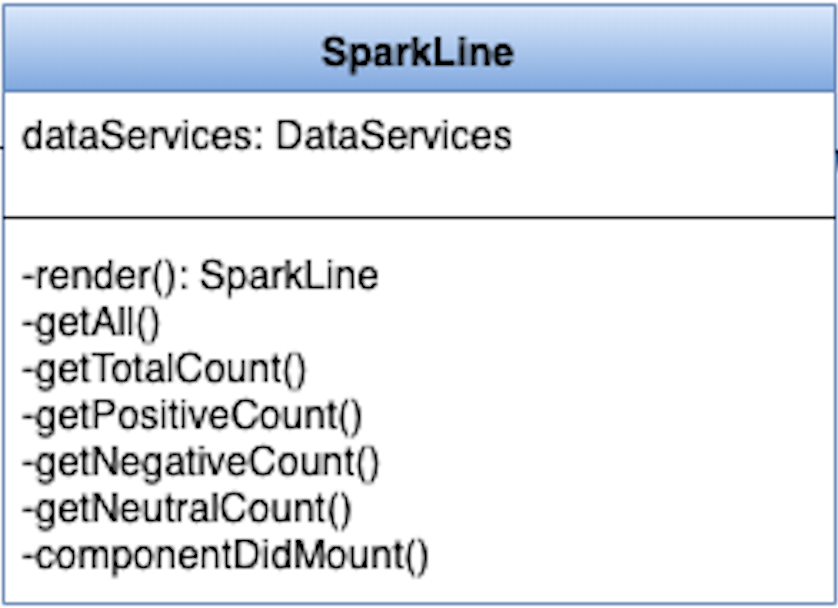 SparkLine
dataServices: DataServices
-render(): SparkLine
-getAll()
-getTotalCount()
-getPositiveCount()
-getNegativeCount()
-getNeutralCount()
-componentDidMount()